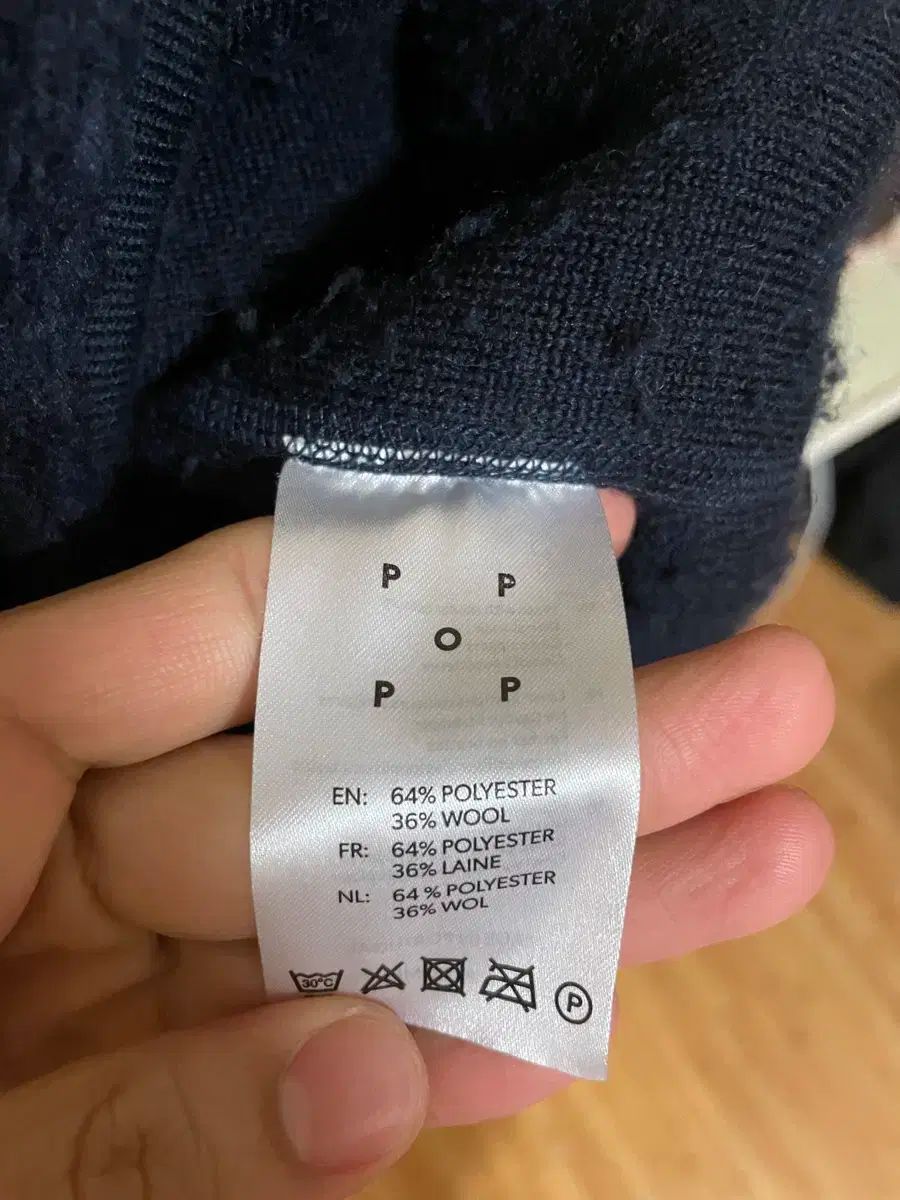 P P
O
P P
EN: 64% POLYESTER
36% WOOL
FR: 64% POLYESTER
36% LAINE
NL: 64 % POLYESTER
36% WOL
30°C
P